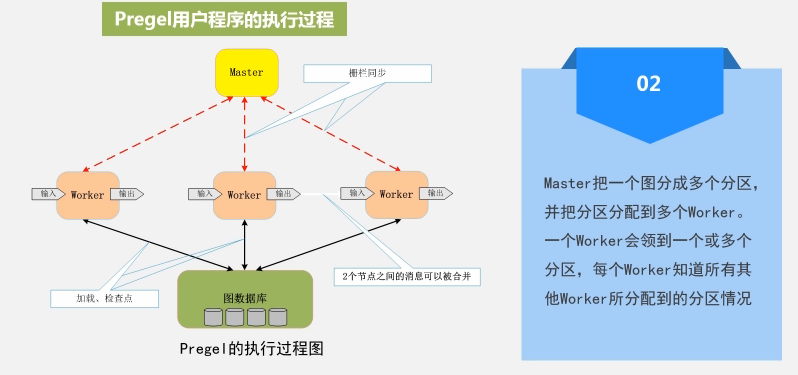 Pregel用户程序的执行过程
Master
栅栏同步
02
输入
Worker
输出
输入
Worker
输出
输入
Worker
输出
Master把一个图分成多个分区，
并把分区分配到多个Worker。
一个Worker会领到一个或多个
分区，每个Worker知道所有其
他Worker所分配到的分区情况
2个节点之间的消息可以被合并
加载、检查点
图数据库
Pregel的执行过程图